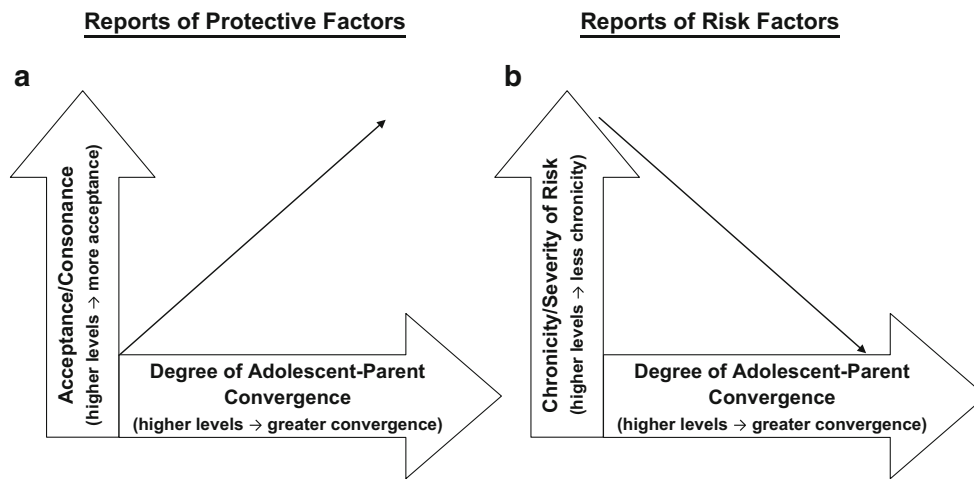 Reports of Protective Factors
Reports of Risk Factors
a
Acceptance/Consonance
(higher levels → more acceptance)
Degree of Adolescent-Parent
Convergence
(higher levels → greater convergence)
b
Chronicity/Severity of Risk
(higher levels → less chronicity)
Degree of Adolescent-Parent
Convergence
(higher levels → greater convergence)